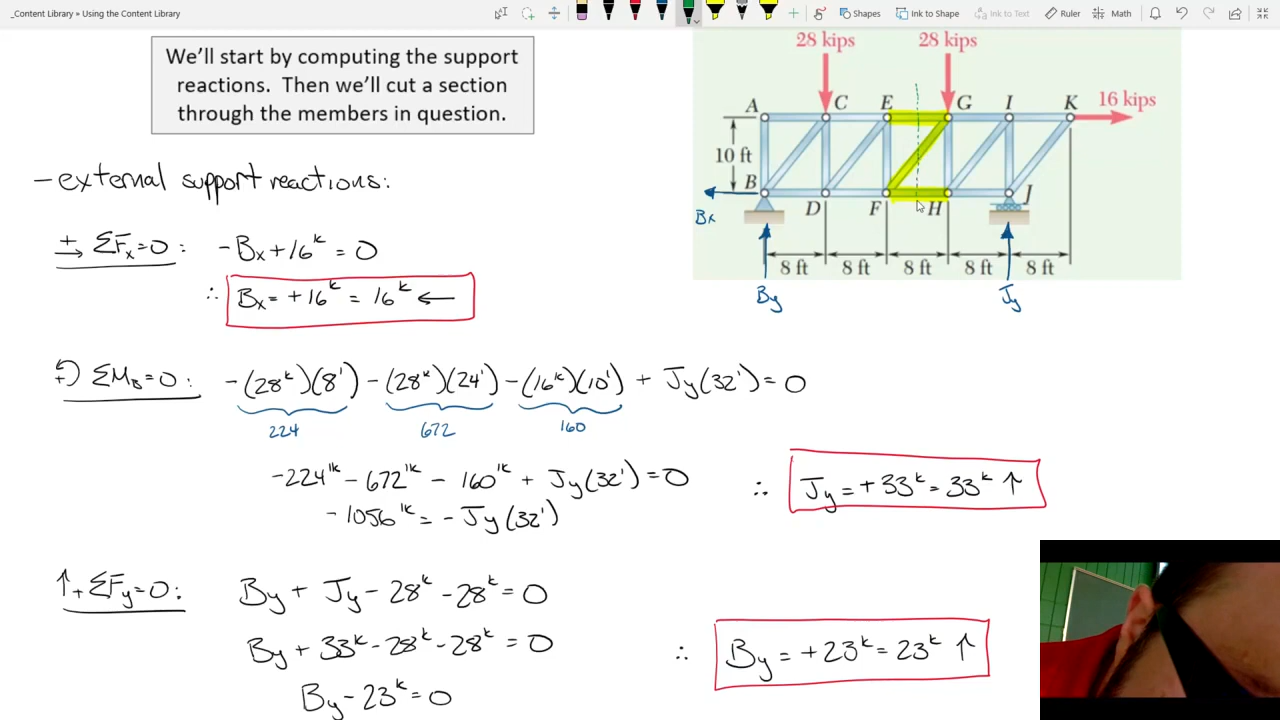 _Content Library » Using the Content Library
Shapes
Ink to Shape
Ink to Text
Ruler
Math
We'll start by computing the support
reactions. Then we'll cut a section
through the members in question.
28 kips 28 kips
A C E G I K 16 kips
10 ft
B D F H J
Bx
8 ft 8 ft 8 ft 8 ft 8 ft
By Jy
- external support reactions:
+→ ΣFx=0: -Bx+16ᵏ = 0
∴ Bx = +16ᵏ = 16ᵏ ←
↶+ ΣMB=0: -(28ᵏ)(8') - (28ᵏ)(24') - (16ᵏ)(10') + Jy(32') = 0
224 672 160
-224'ᵏ - 672'ᵏ - 160'ᵏ + Jy(32') = 0
-1056'ᵏ = - Jy(32')
∴ Jy = +33ᵏ = 33ᵏ ↑
↑+ ΣFy=0: By + Jy - 28ᵏ - 28ᵏ = 0
By + 33ᵏ - 28ᵏ - 28ᵏ = 0
By - 23ᵏ = 0
∴ By = +23ᵏ = 23ᵏ ↑